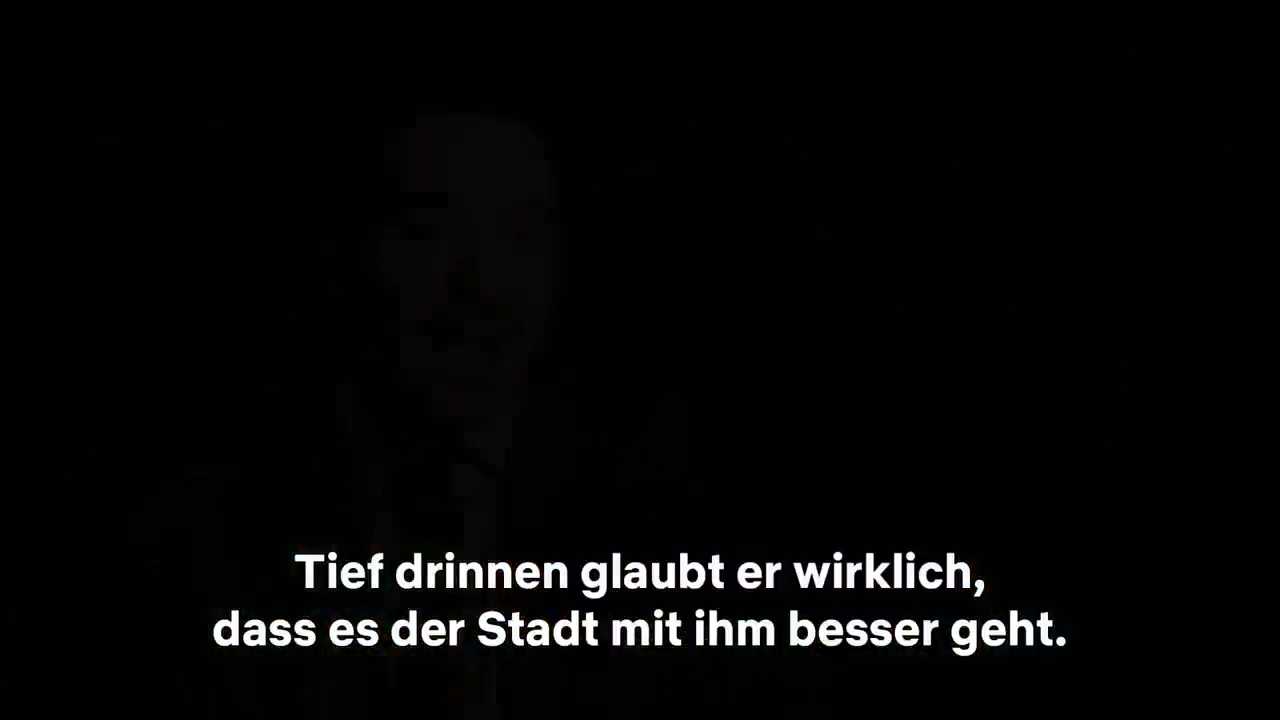 Tief drinnen glaubt er wirklich,
dass es der Stadt mit ihm besser geht.